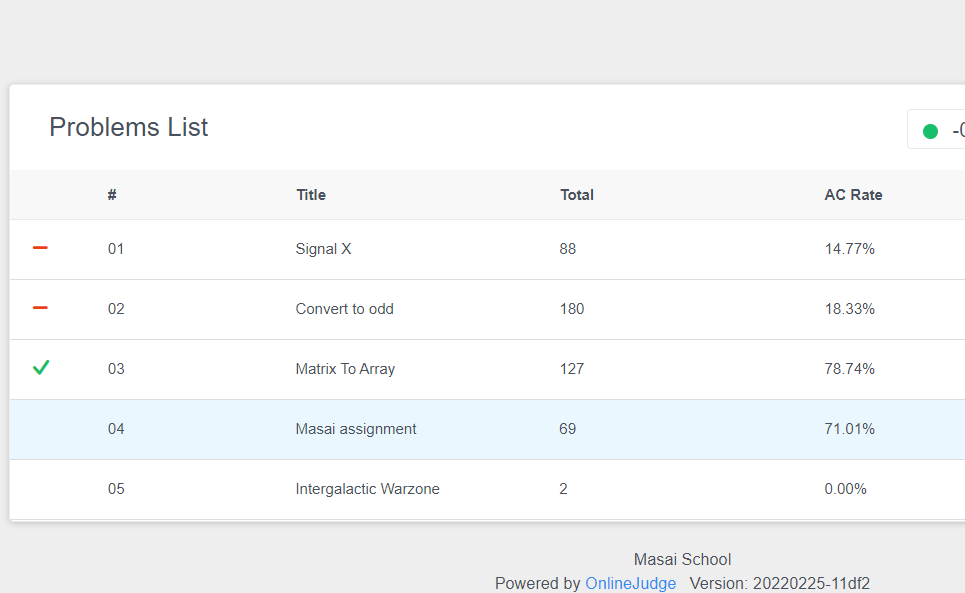 Problems List
# Title Total AC Rate
01 Signal X 88 14.77%
02 Convert to odd 180 18.33%
03 Matrix To Array 127 78.74%
04 Masai assignment 69 71.01%
05 Intergalactic Warzone 2 0.00%
Masai School
Powered by OnlineJudge Version: 20220225-11df2